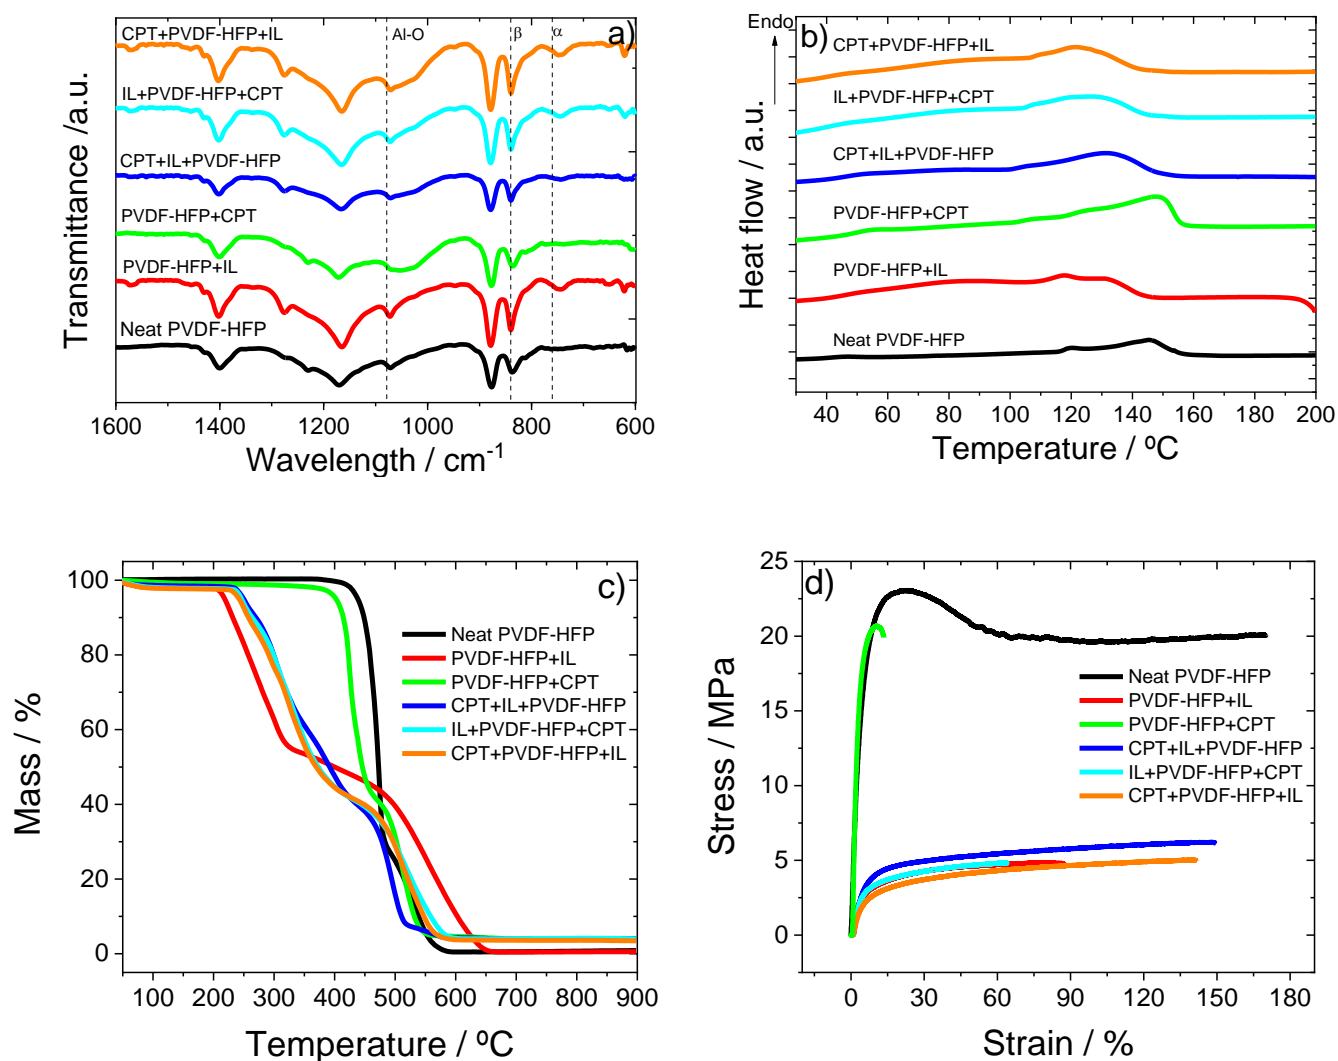 a)
Al-O
β
α
CPT+PVDF-HFP+IL
IL+PVDF-HFP+CPT
CPT+IL+PVDF-HFP
PVDF-HFP+CPT
PVDF-HFP+IL
Neat PVDF-HFP
Transmittance /a.u.
1600
1400
1200
1000
800
600
Wavelength / cm⁻¹
Endo
b)
CPT+PVDF-HFP+IL
IL+PVDF-HFP+CPT
CPT+IL+PVDF-HFP
PVDF-HFP+CPT
PVDF-HFP+IL
Neat PVDF-HFP
Heat flow / a.u.
40
60
80
100
120
140
160
180
200
Temperature / ºC
c)
100
80
60
40
20
0
Mass / %
Neat PVDF-HFP
PVDF-HFP+IL
PVDF-HFP+CPT
CPT+IL+PVDF-HFP
IL+PVDF-HFP+CPT
CPT+PVDF-HFP+IL
100
200
300
400
500
600
700
800
900
Temperature / ºC
d)
25
20
15
10
5
0
Stress / MPa
Neat PVDF-HFP
PVDF-HFP+IL
PVDF-HFP+CPT
CPT+IL+PVDF-HFP
IL+PVDF-HFP+CPT
CPT+PVDF-HFP+IL
0
30
60
90
120
150
180
Strain / %